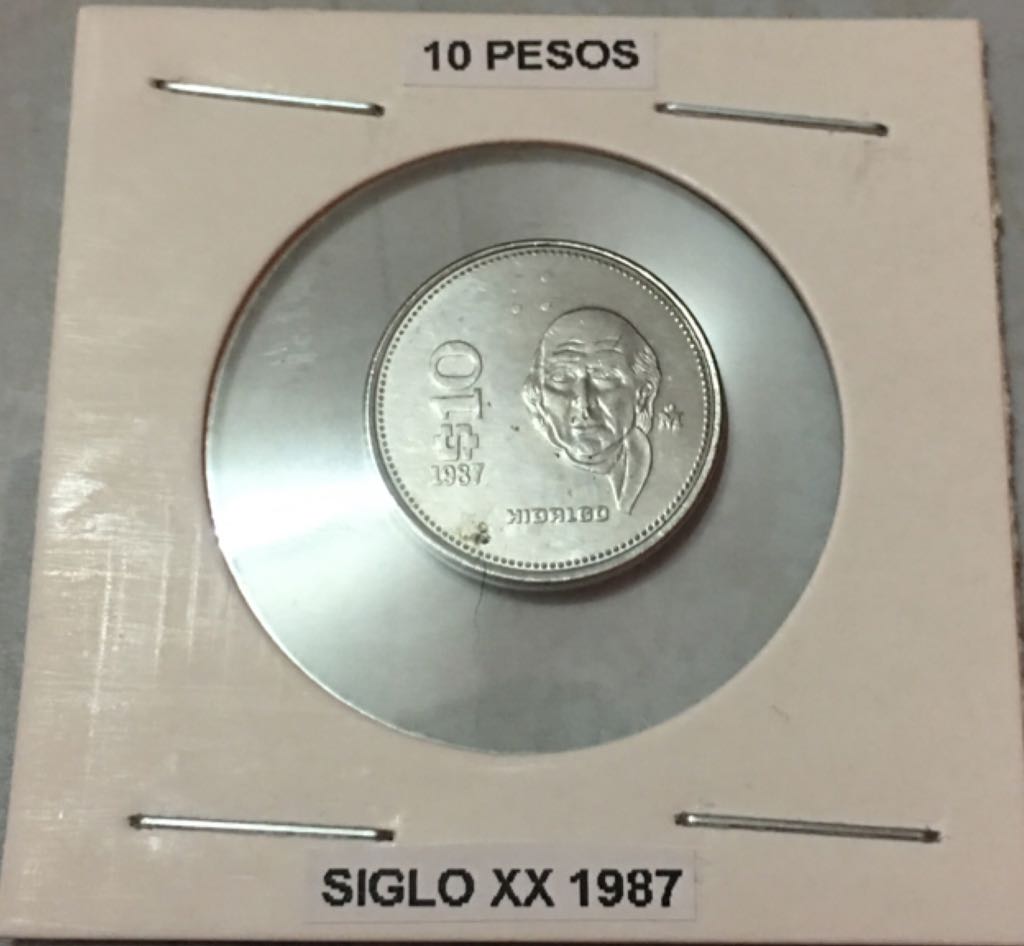 10 PESOS
$10
1987
M
HIDALGO
SIGLO XX 1987